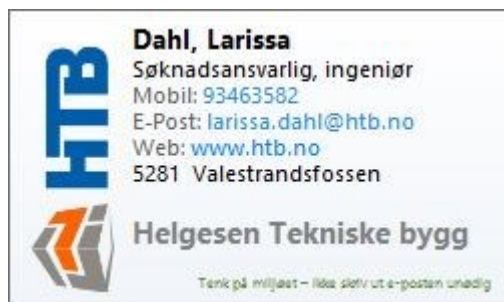 HTB
Dahl, Larissa
Søknadsansvarlig, ingeniør
Mobil: 93463582
E-Post: larissa.dahl@htb.no
Web: www.htb.no
5281 Valestrandsfossen
Helgesen Tekniske bygg
Tenk på miljøet – ikke skriv ut e-posten unødig